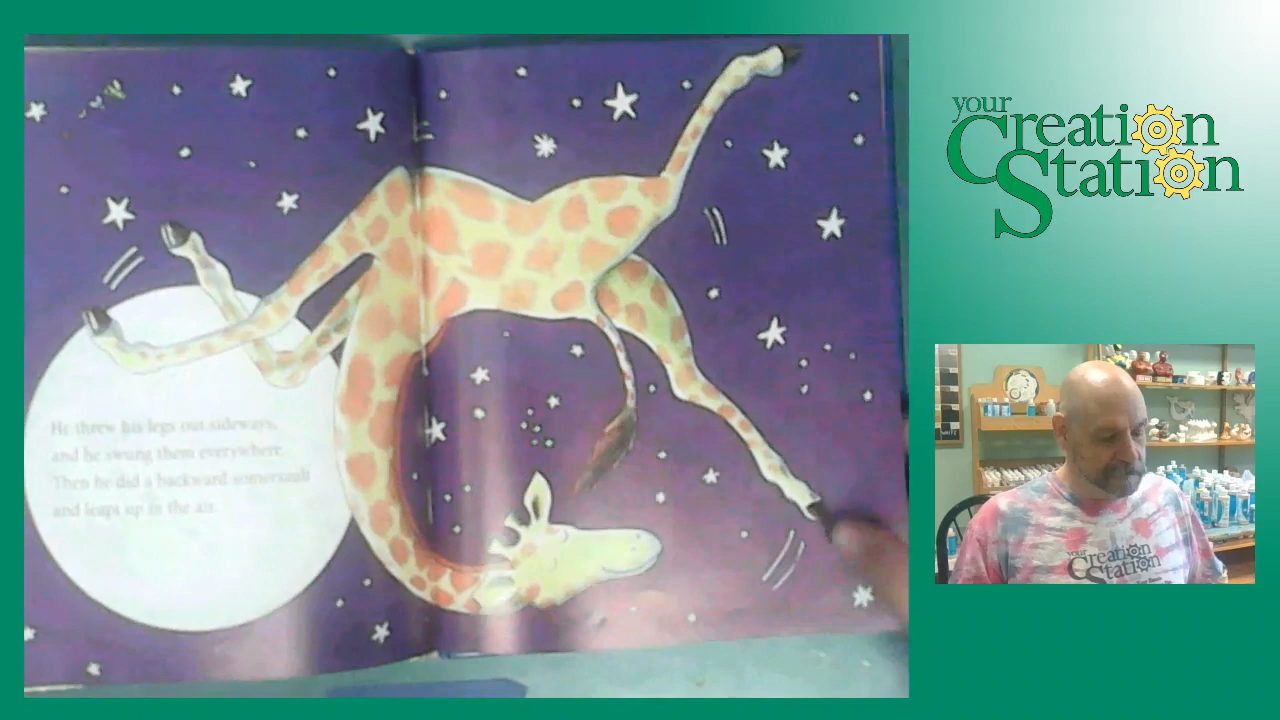 He threw his legs out sideways,
and he swung them everywhere.
Then he did a backward somersault
and leapt up in the air.
your
Creation
Station
your
Creation
Station